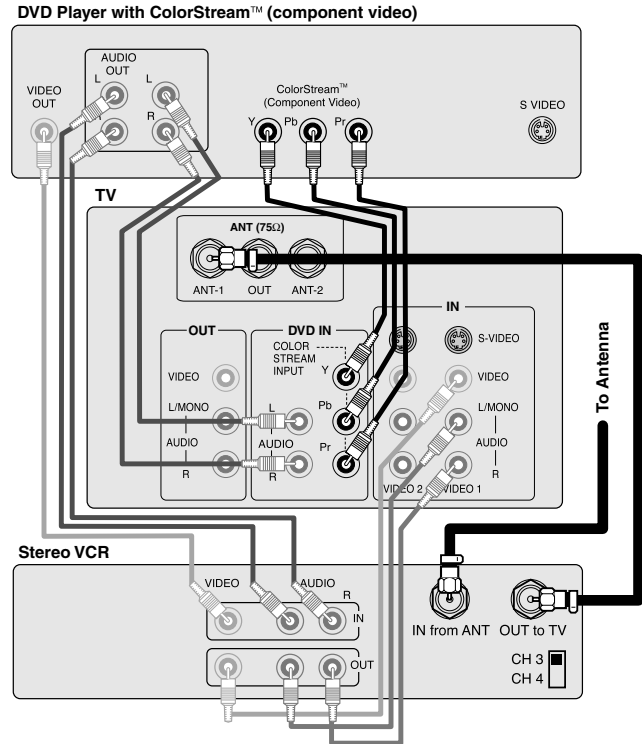 DVD Player with ColorStream™ (component video)
AUDIO
OUT
L
L
VIDEO
OUT
R
ColorStream™
(Component Video)
Y
Pb
Pr
S VIDEO
TV
ANT (75Ω)
ANT-1
OUT
ANT-2
IN
OUT
DVD IN
COLOR
STREAM
INPUT
Y
S-VIDEO
VIDEO
VIDEO
L/MONO
L
Pb
L/MONO
AUDIO
AUDIO
AUDIO
R
R
Pr
R
VIDEO 2
VIDEO 1
To Antenna
Stereo VCR
VIDEO
AUDIO
R
IN
IN from ANT
OUT to TV
OUT
CH 3
CH 4